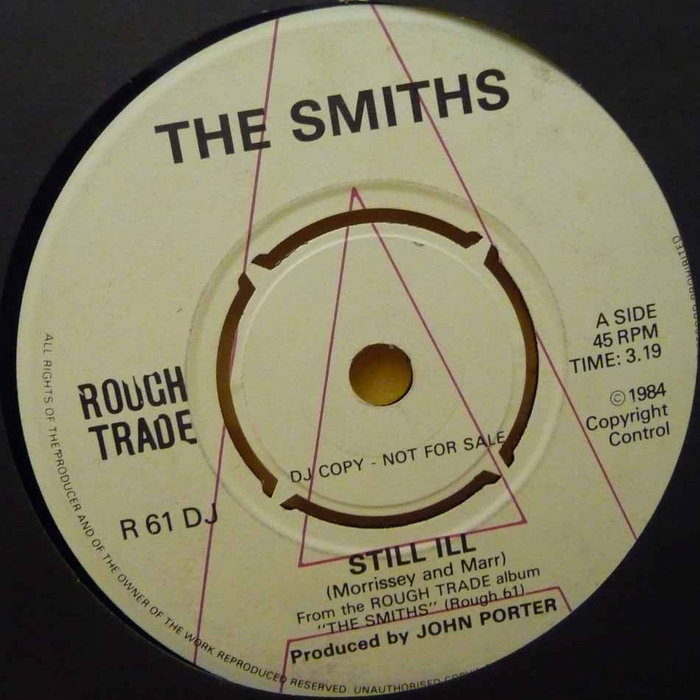 THE SMITHS
A SIDE
45 RPM
TIME: 3.19
©1984
Copyright
Control
ROUGH
TRADE
R 61 DJ
DJ COPY - NOT FOR SALE
STILL ILL
(Morrissey and Marr)
From the ROUGH TRADE album
"THE SMITHS" (Rough 61)
Produced by JOHN PORTER
ALL RIGHTS OF THE PRODUCER AND OF THE OWNER OF THE WORK REPRODUCED RESERVED. UNAUTHORISED
PROHIBITED